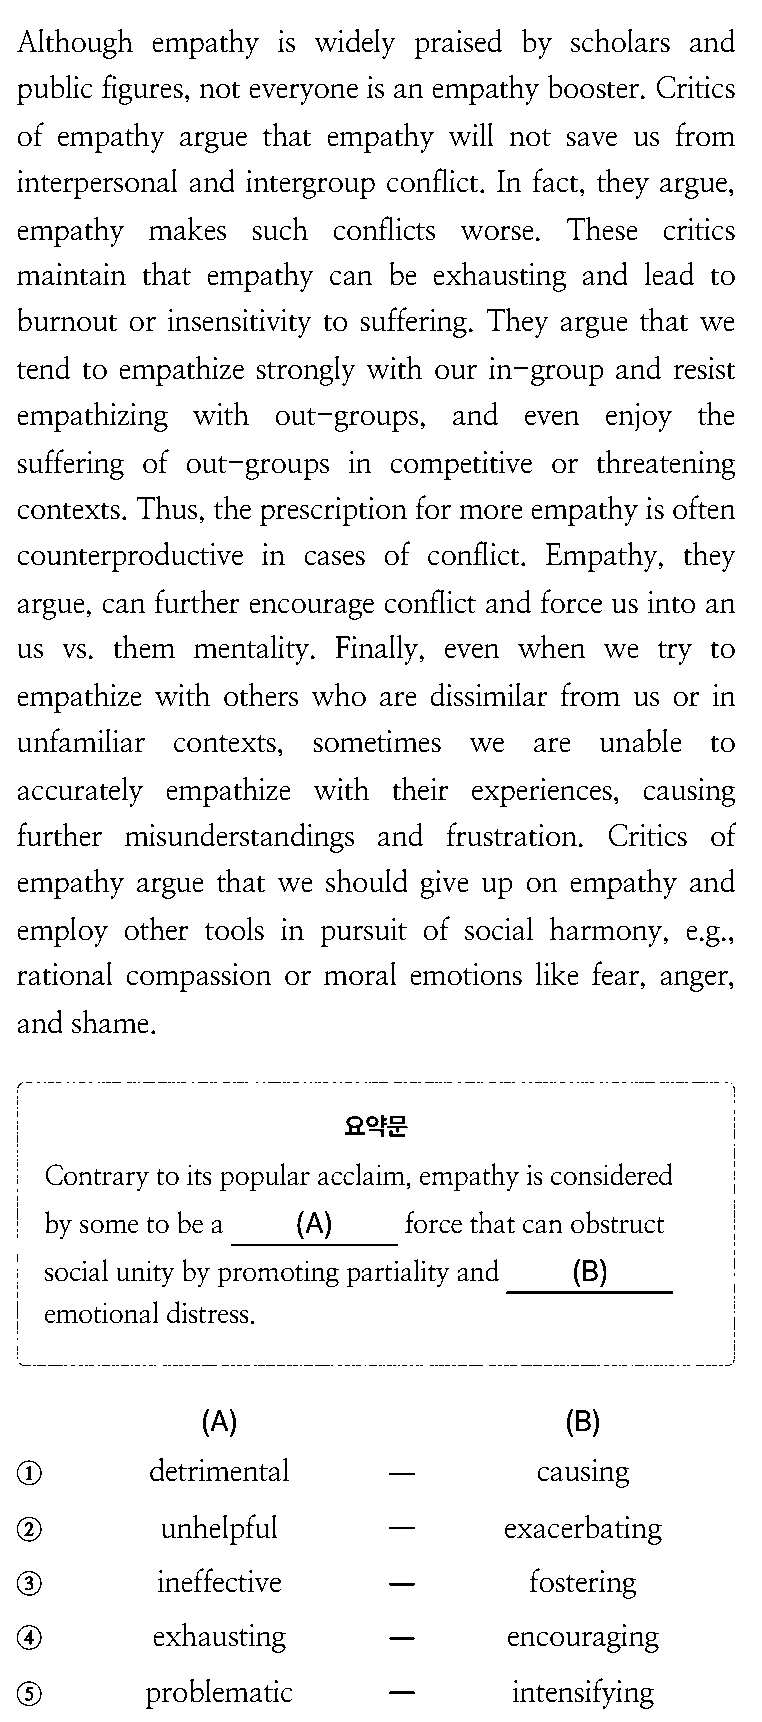 Although empathy is widely praised by scholars and
public figures, not everyone is an empathy booster. Critics
of empathy argue that empathy will not save us from
interpersonal and intergroup conflict. In fact, they argue,
empathy makes such conflicts worse. These critics
maintain that empathy can be exhausting and lead to
burnout or insensitivity to suffering. They argue that we
tend to empathize strongly with our in-group and resist
empathizing with out-groups, and even enjoy the
suffering of out-groups in competitive or threatening
contexts. Thus, the prescription for more empathy is often
counterproductive in cases of conflict. Empathy, they
argue, can further encourage conflict and force us into an
us vs. them mentality. Finally, even when we try to
empathize with others who are dissimilar from us or in
unfamiliar contexts, sometimes we are unable to
accurately empathize with their experiences, causing
further misunderstandings and frustration. Critics of
empathy argue that we should give up on empathy and
employ other tools in pursuit of social harmony, e.g.,
rational compassion or moral emotions like fear, anger,
and shame.
요약문
Contrary to its popular acclaim, empathy is considered
by some to be a (A) force that can obstruct
social unity by promoting partiality and (B)
emotional distress.
(A) (B)
① detrimental — causing
② unhelpful — exacerbating
③ ineffective — fostering
④ exhausting — encouraging
⑤ problematic — intensifying